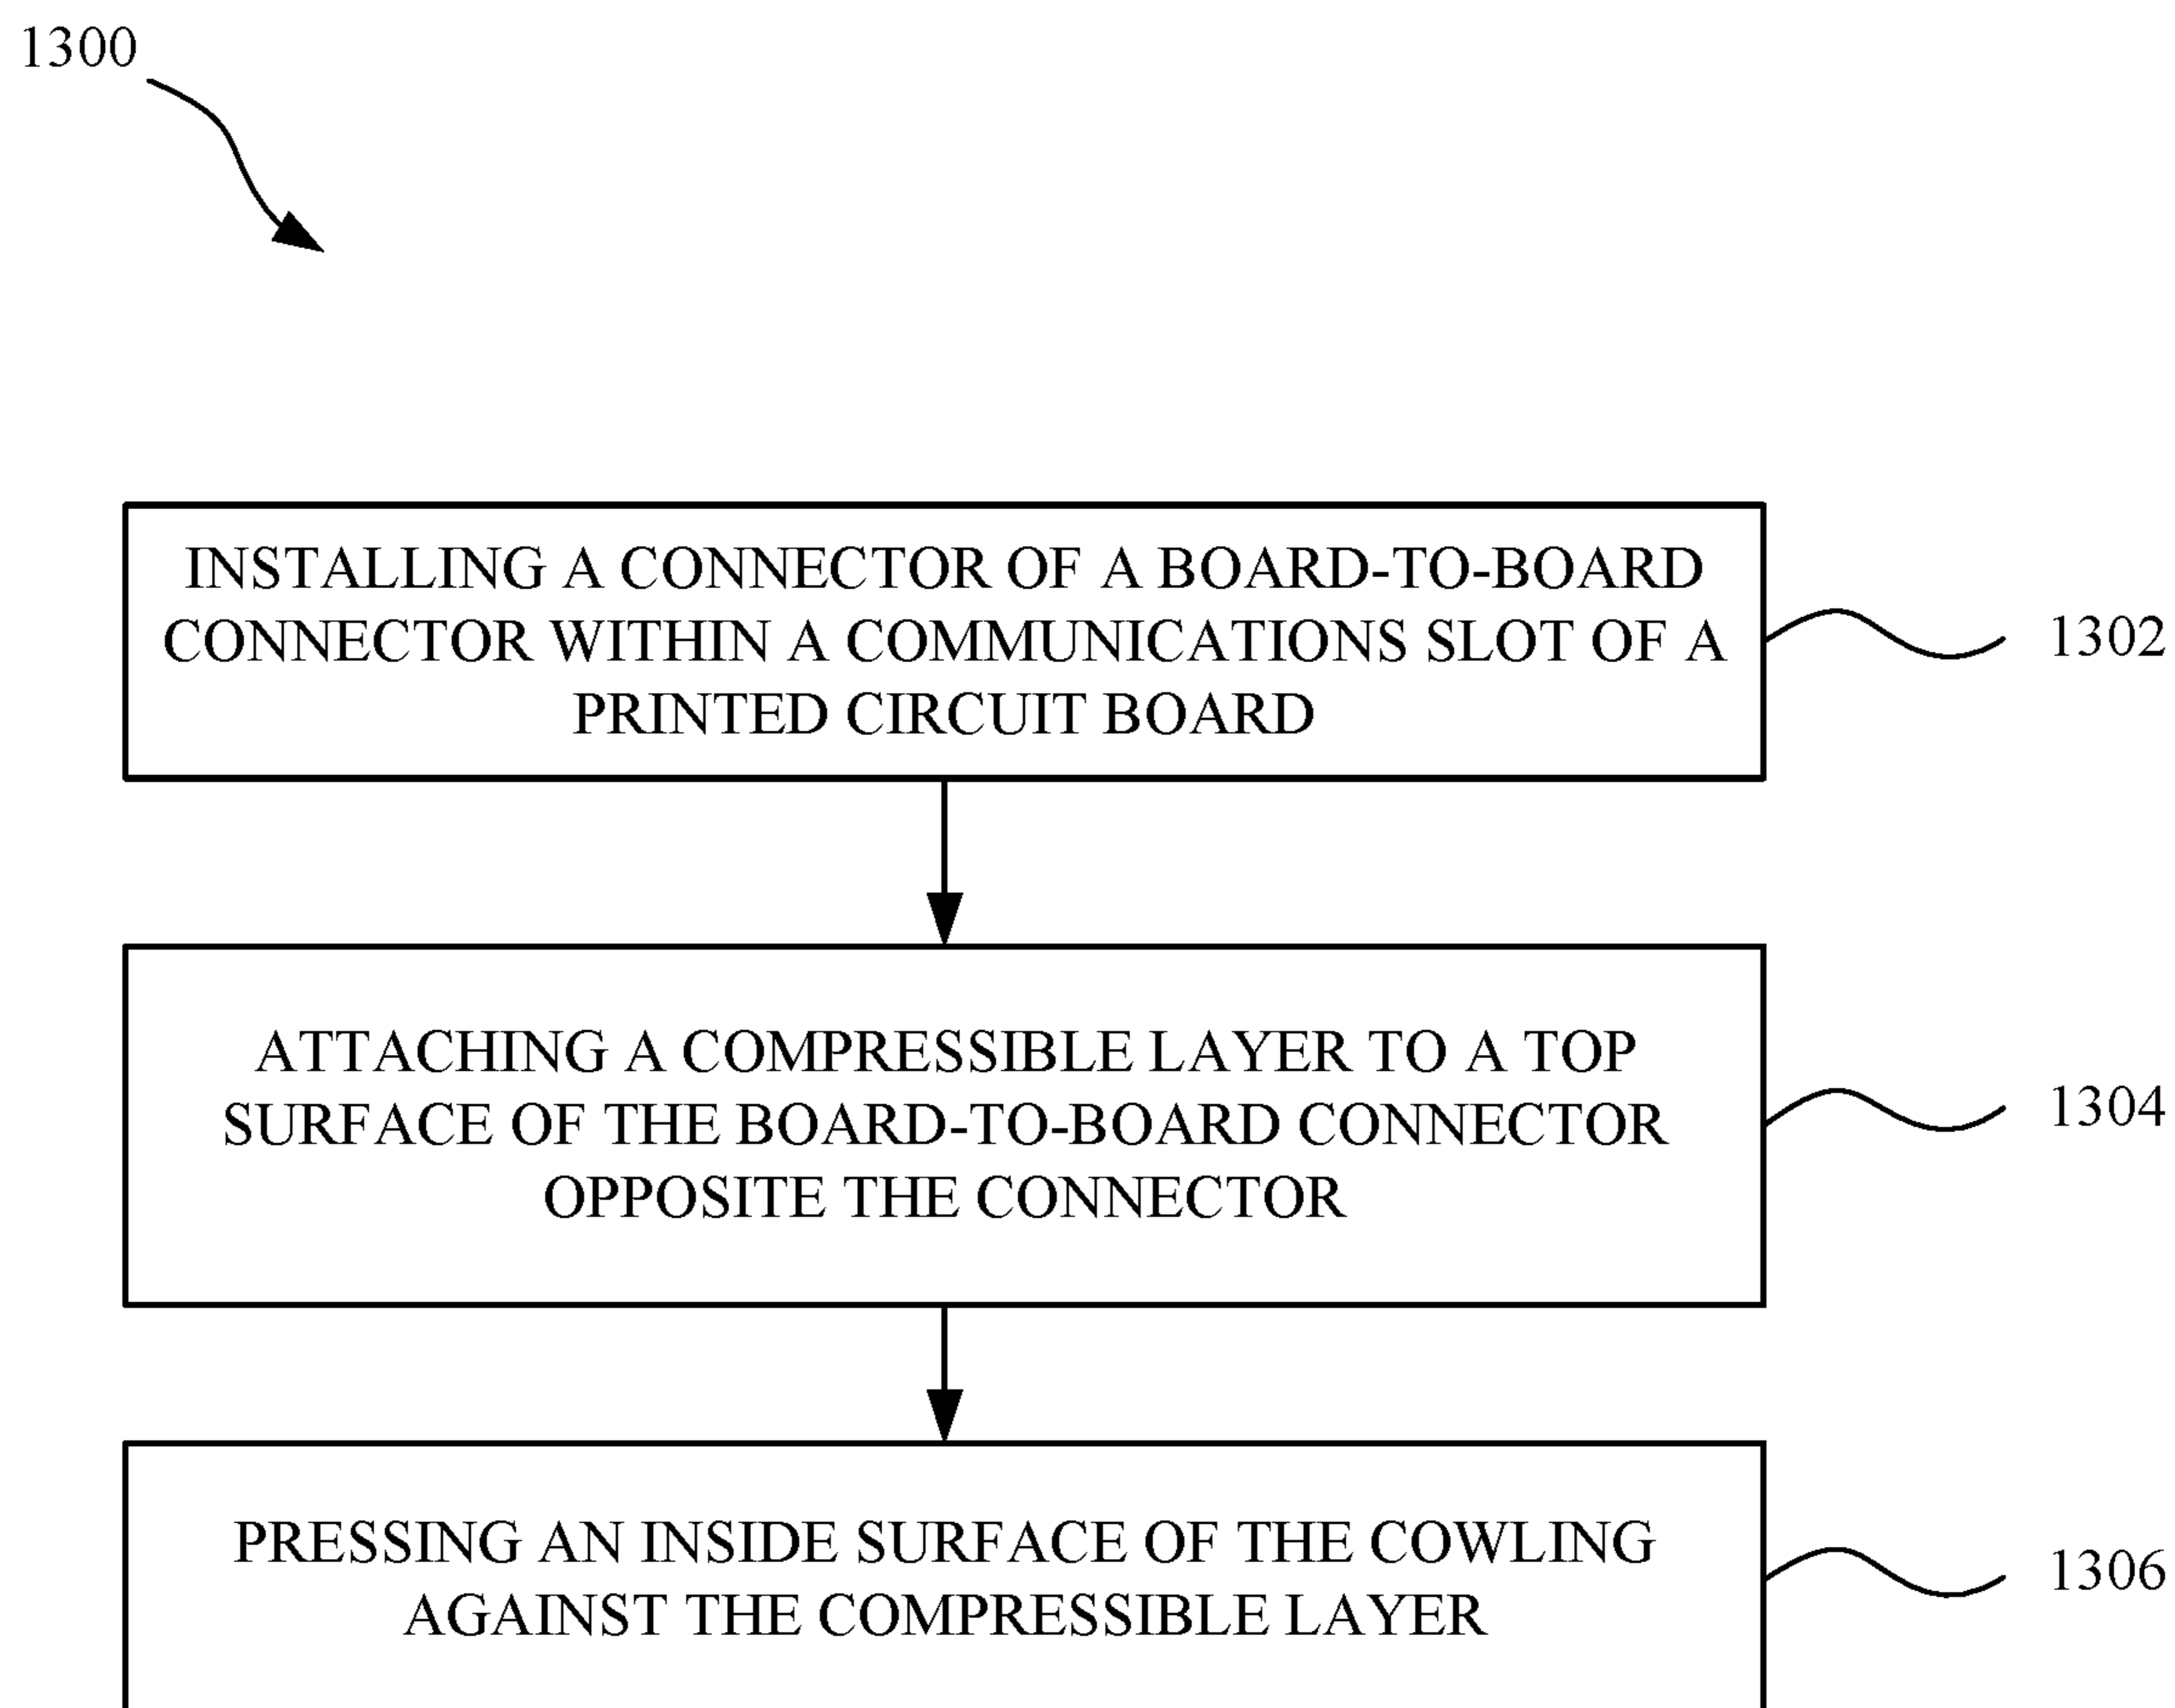 1300
INSTALLING A CONNECTOR OF A BOARD-TO-BOARD
CONNECTOR WITHIN A COMMUNICATIONS SLOT OF A
PRINTED CIRCUIT BOARD
1302
ATTACHING A COMPRESSIBLE LAYER TO A TOP
SURFACE OF THE BOARD-TO-BOARD CONNECTOR
OPPOSITE THE CONNECTOR
1304
PRESSING AN INSIDE SURFACE OF THE COWLING
AGAINST THE COMPRESSIBLE LAYER
1306